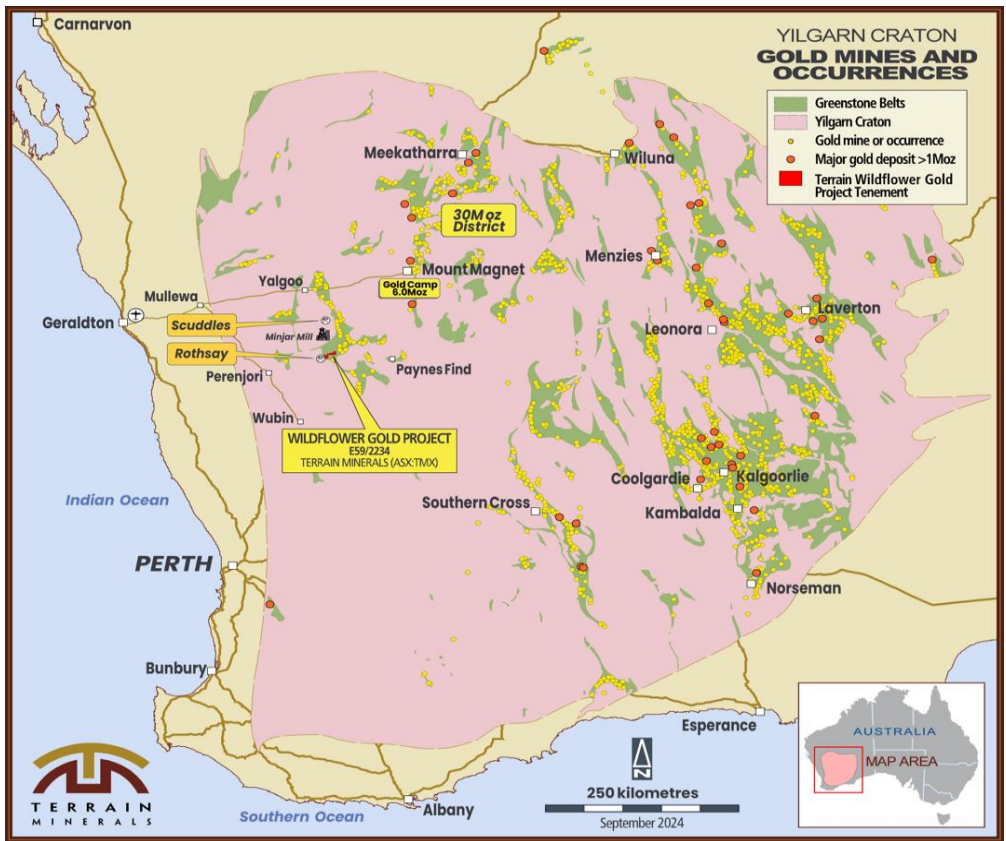 YILGARN CRATON
GOLD MINES AND
OCCURRENCES
Greenstone Belts
Yilgarn Craton
Gold mine or occurrence
Major gold deposit >1Moz
Terrain Wildflower Gold
Project Tenement
Carnarvon
Meekatharra
Wiluna
30M oz
District
Menzies
Mount Magnet
Gold Camp
6.0Moz
Yalgoo
Mullewa
Geraldton
Scuddles
Minjar Mill
Rothsay
Perenjori
Paynes Find
Wubin
Leonora
Laverton
WILDFLOWER GOLD PROJECT
E59/2234
TERRAIN MINERALS (ASX:TMX)
Coolgardie
Kalgoorlie
Kambalda
Southern Cross
Norseman
Indian Ocean
PERTH
Bunbury
Esperance
Albany
Southern Ocean
N
250 kilometres
September 2024
AUSTRALIA
MAP AREA
TERRAIN
MINERALS